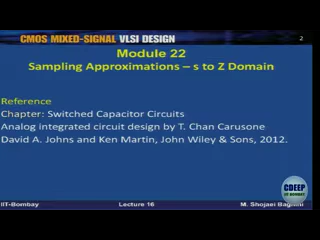 CMOS MIXED-SIGNAL VLSI DESIGN
2
Module 22
Sampling Approximations – s to Z Domain
Reference
Chapter: Switched Capacitor Circuits
Analog integrated circuit design by T. Chan Carusone
David A. Johns and Ken Martin, John Wiley & Sons, 2012.
CDEEP
IIT BOMBAY
IIT-Bombay
Lecture 16
M. Shojaei Baghini